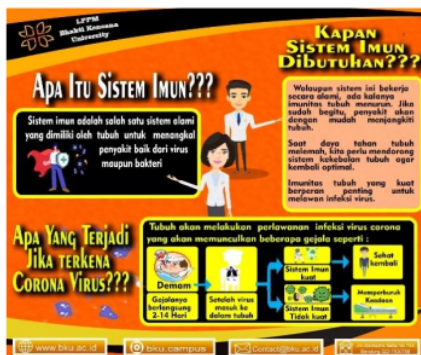 LPPM
Bhakti Kencana
University
KAPAN
SISTEM IMUN
DIBUTUHAN???
APA ITU SISTEM IMUN???
Sistem imun adalah salah satu sistem alami
yang dimiliki oleh tubuh untuk menangkal
penyakit baik dari virus
maupun bakteri
Walaupun sistem ini bekerja
secara alami, ada kalanya
imunitas tubuh menurun. Jika
sudah begitu, penyakit akan
dengan mudah menjangkiti
tubuh.
Saat daya tahan tubuh
melemah, kita perlu mendorong
sistem kekebalan tubuh agar
kembali optimal.
Imunitas tubuh yang kuat
berperan penting untuk
melawan infeksi virus.
APA YANG TERJADI
JIKA TERKENA
CORONA VIRUS???
Tubuh akan melakukan perlawanan infeksi virus corona
yang akan memunculkan beberapa gejala seperti :
Demam
Gejalanya
berlangsung
2-14 Hari
Setelah virus
masuk ke
dalam tubuh
Sistem Imun
kuat
Sistem Imun
Tidak kuat
Sehat
kembali
Memperburuk
Keadaan
www.bku.ac.id
bku.campus
Contact@bku.ac.id